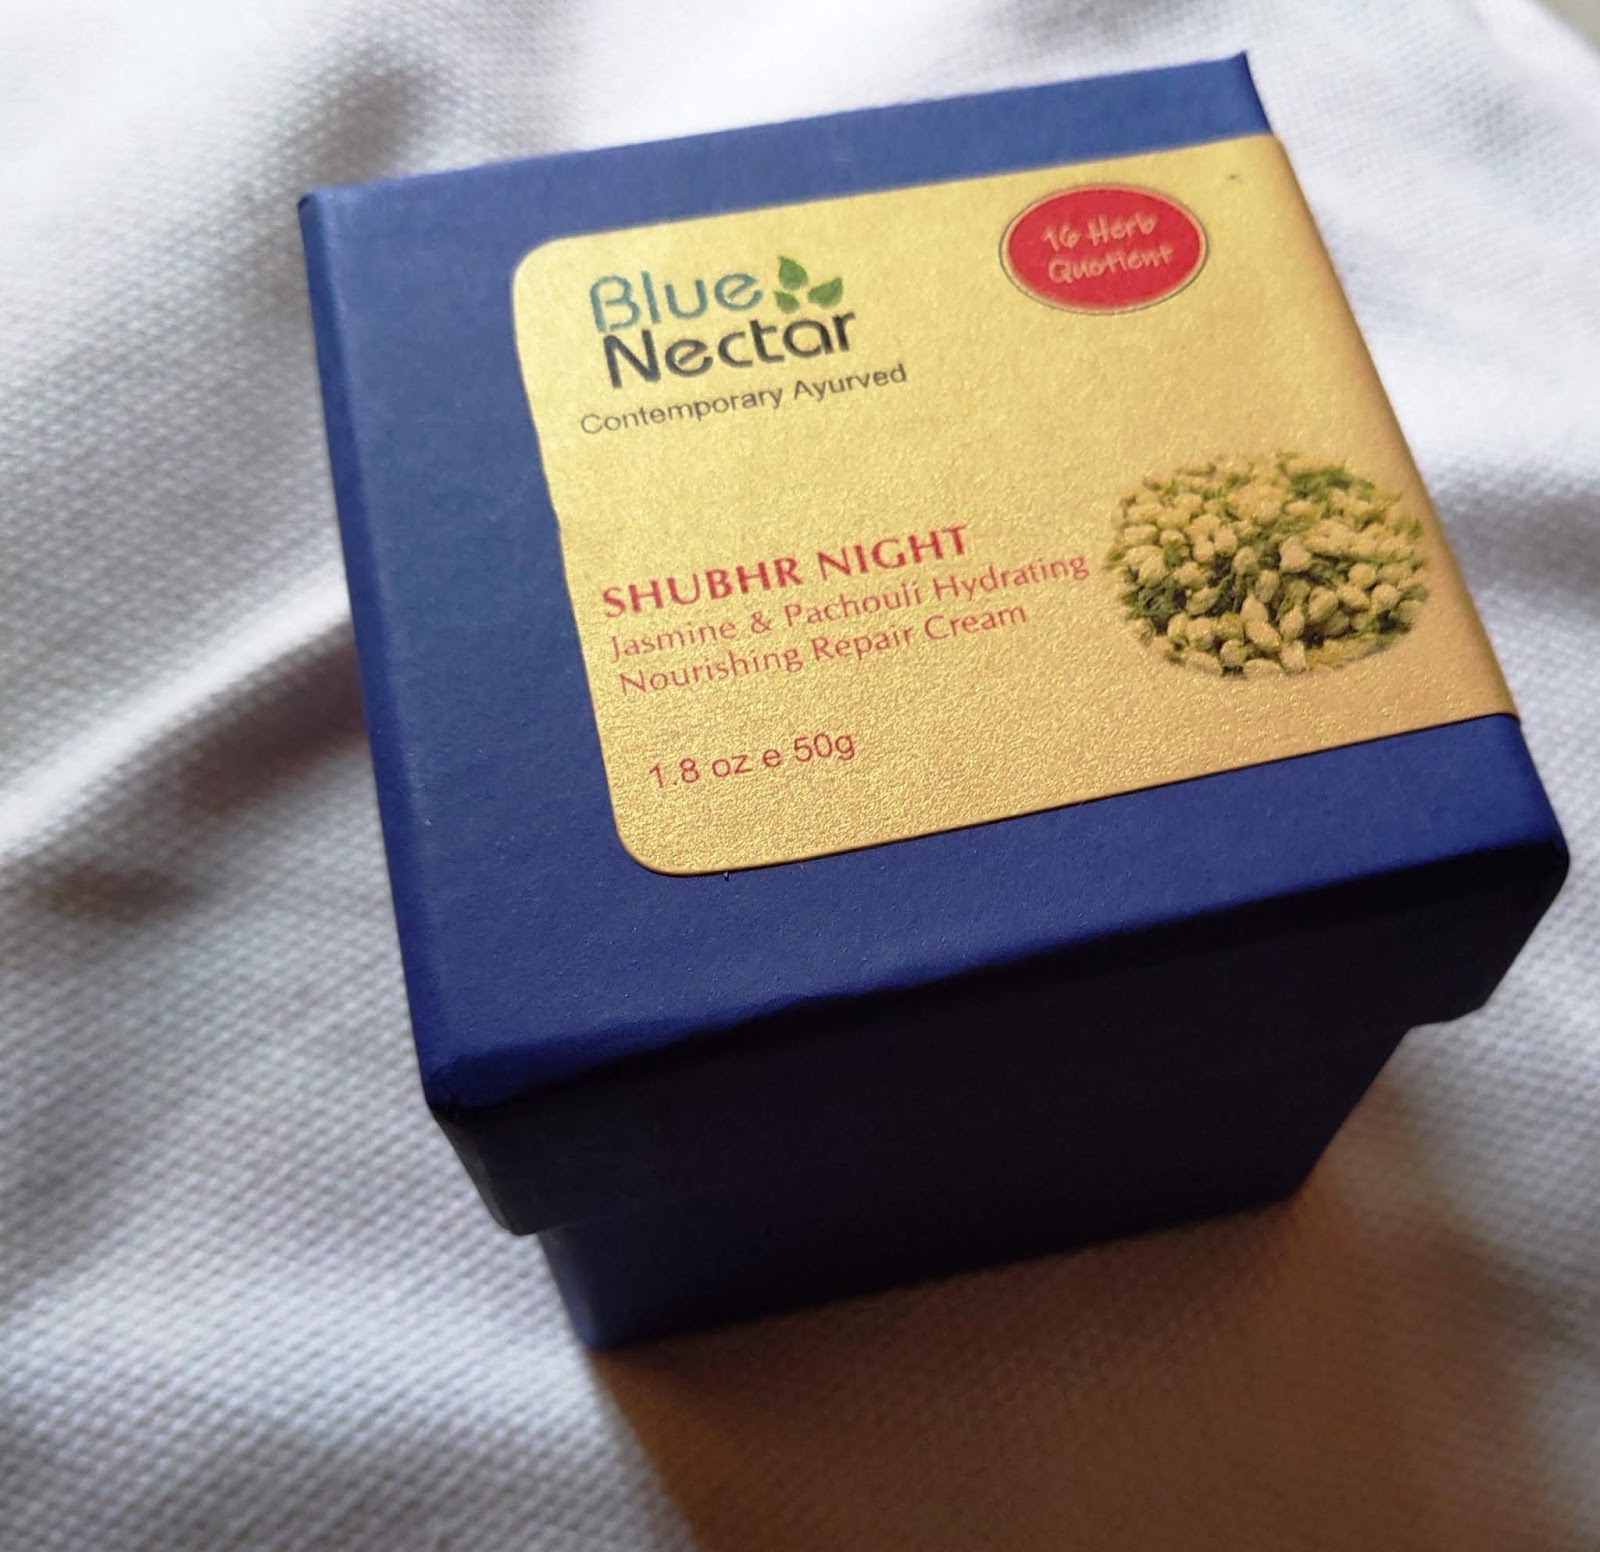 Blue
Nectar
Contemporary Ayurved
16 Herb
Quotient
SHUBHR NIGHT
Jasmine & Pachouli Hydrating
Nourishing Repair Cream
1.8 oz e 50g